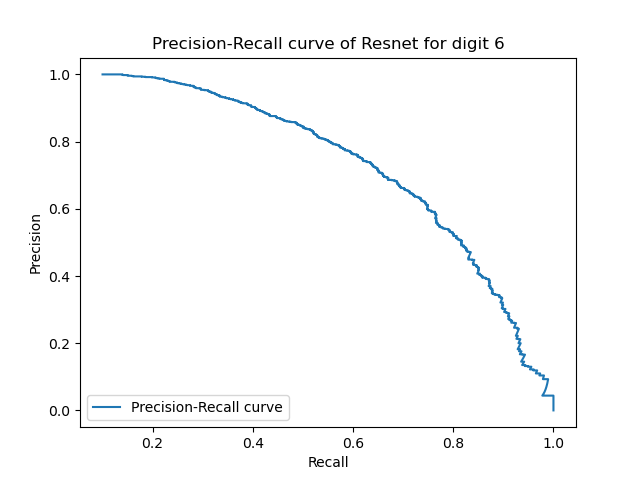 Precision-Recall curve of Resnet for digit 6
1.0
0.8
0.6
0.4
0.2
0.0
Precision
Precision-Recall curve
0.2 0.4 0.6 0.8 1.0
Recall